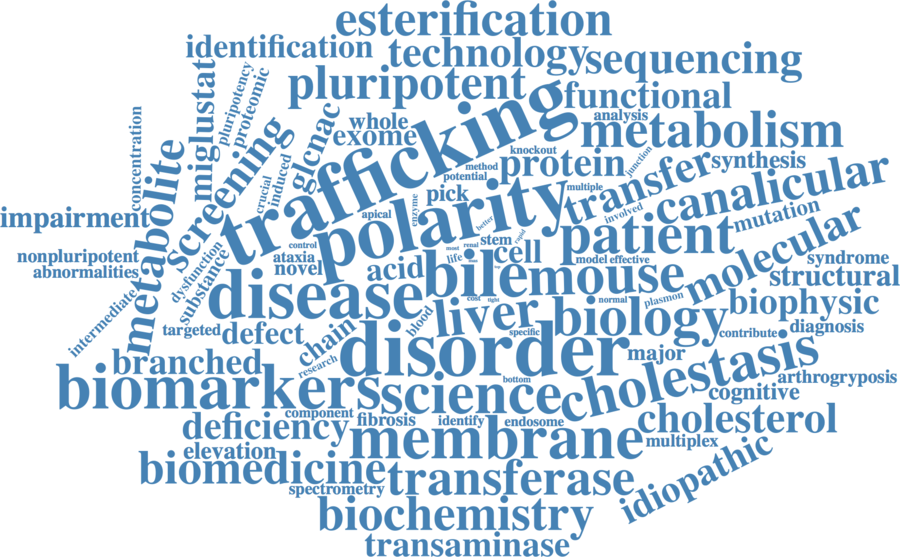 esterification
identification
technology
sequencing
pluripotent
functional
miglustat
pluripotency
proteomic
glcnac
whole
exome
analysis
metabolism
trafficking
knockout
method
potential
protein
junction
transfer
synthesis
concentration
metabolite
screening
crucial
induced
impairment
polarity
pick
multiple
involved
canalicular
mutation
apical
enzyme
better
patient
control
ataxia
novel
acid
most
renal
rapid
life
stem
cell
model
effective
molecular
syndrome
structural
nonpluripotent
abnormalities
dysfunction
substance
disease
bile
mouse
intermediate
cost
tight
normal
plasmon
biophysic
targeted
defect
chain
blood
liver
specific
biology
contribute
diagnosis
research
disorder
major
branched
biomarkers
science
bottom
cholestasis
arthrogryposis
cognitive
component
fibrosis
identify
endosome
cholesterol
deficiency
membrane
multiplex
elevation
biomedicine
spectrometry
transferase
idiopathic
biochemistry
transaminase